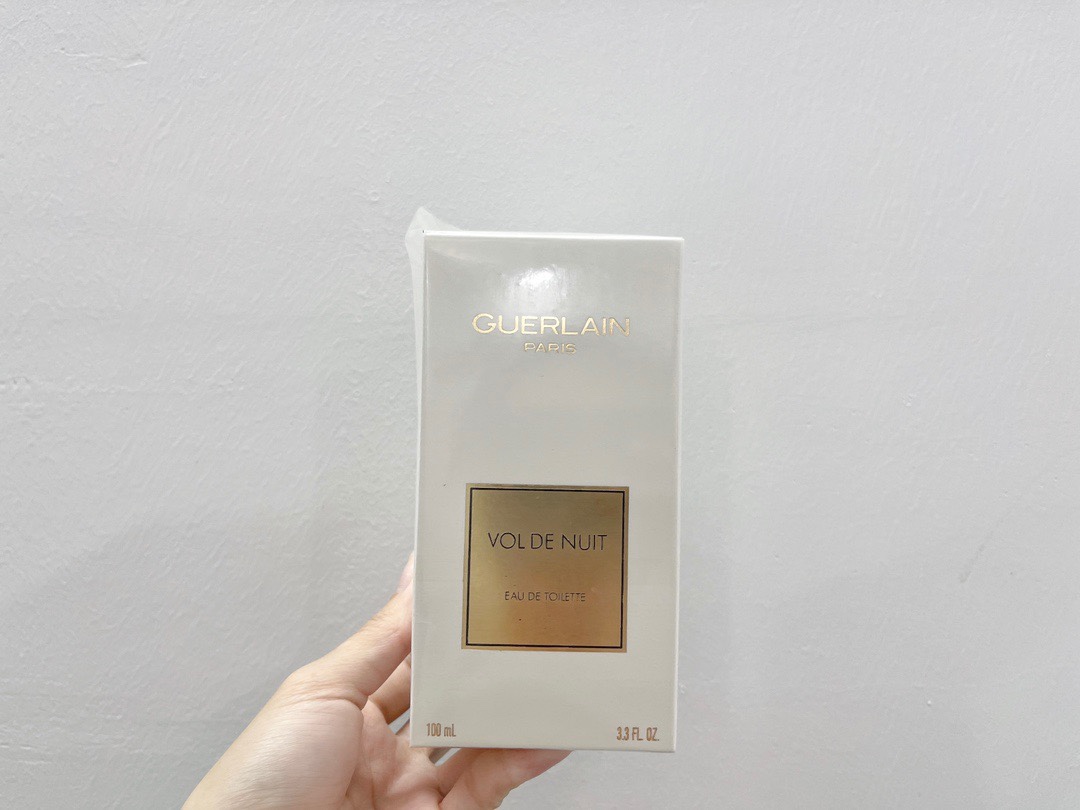 GUERLAIN
PARIS
VOL DE NUIT
EAU DE TOILETTE
100 mL 3.3 FL. OZ.